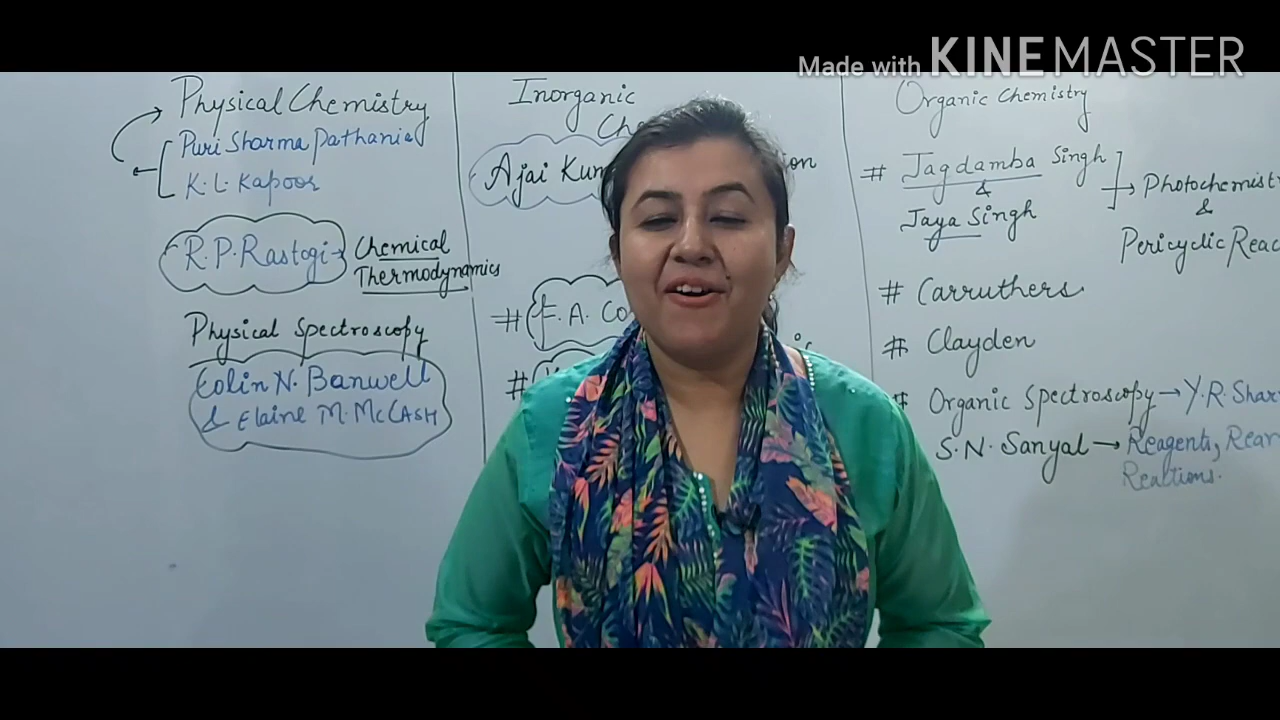 Made with KINEMASTER
Physical Chemistry
Puri Sharma Pathania
K.L. Kapoor
R.P. Rastogi → Chemical
Thermodynamics
Physical Spectroscopy
Colin N. Banwell
& Elaine M. McCASH
Inorganic
Ajai
# F. A.
#
Organic Chemistry
# Jagdamba Singh
&
Jaya Singh
Photochemist
&
Pericyclic Reac
# Carruthers
# Clayden
# Organic Spectroscopy → Y.R. Shar
S.N. Sanyal → Reagents, Rear
Reactions.